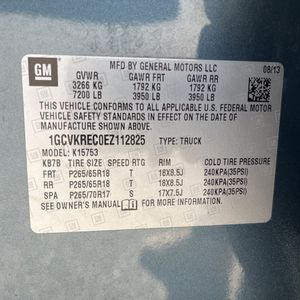 GM
MFD BY GENERAL MOTORS LLC
08/13
GVWR GAWR FRT GAWR RR
3266 KG 1792 KG 1792 KG
7200 LB 3950 LB 3950 LB
THIS VEHICLE CONFORMS TO ALL APPLICABLE U.S. FEDERAL MOTOR
VEHICLE SAFETY STANDARDS IN EFFECT ON THE DATE OF
MANUFACTURE SHOWN ABOVE.
1GCVKREC0EZ112825 TYPE: TRUCK
MODEL: K15753
KB7B TIRE SIZE SPEED RTG RIM COLD TIRE PRESSURE
FRT P265/65R18 T 18X8.5J 240KPA(35PSI)
RR P265/65R18 T 18X8.5J 240KPA(35PSI)
SPA P265/70R17 S 17X7.5J 240KPA(35PSI)
SEE OWNER'S MANUAL FOR MORE INFORMATION.